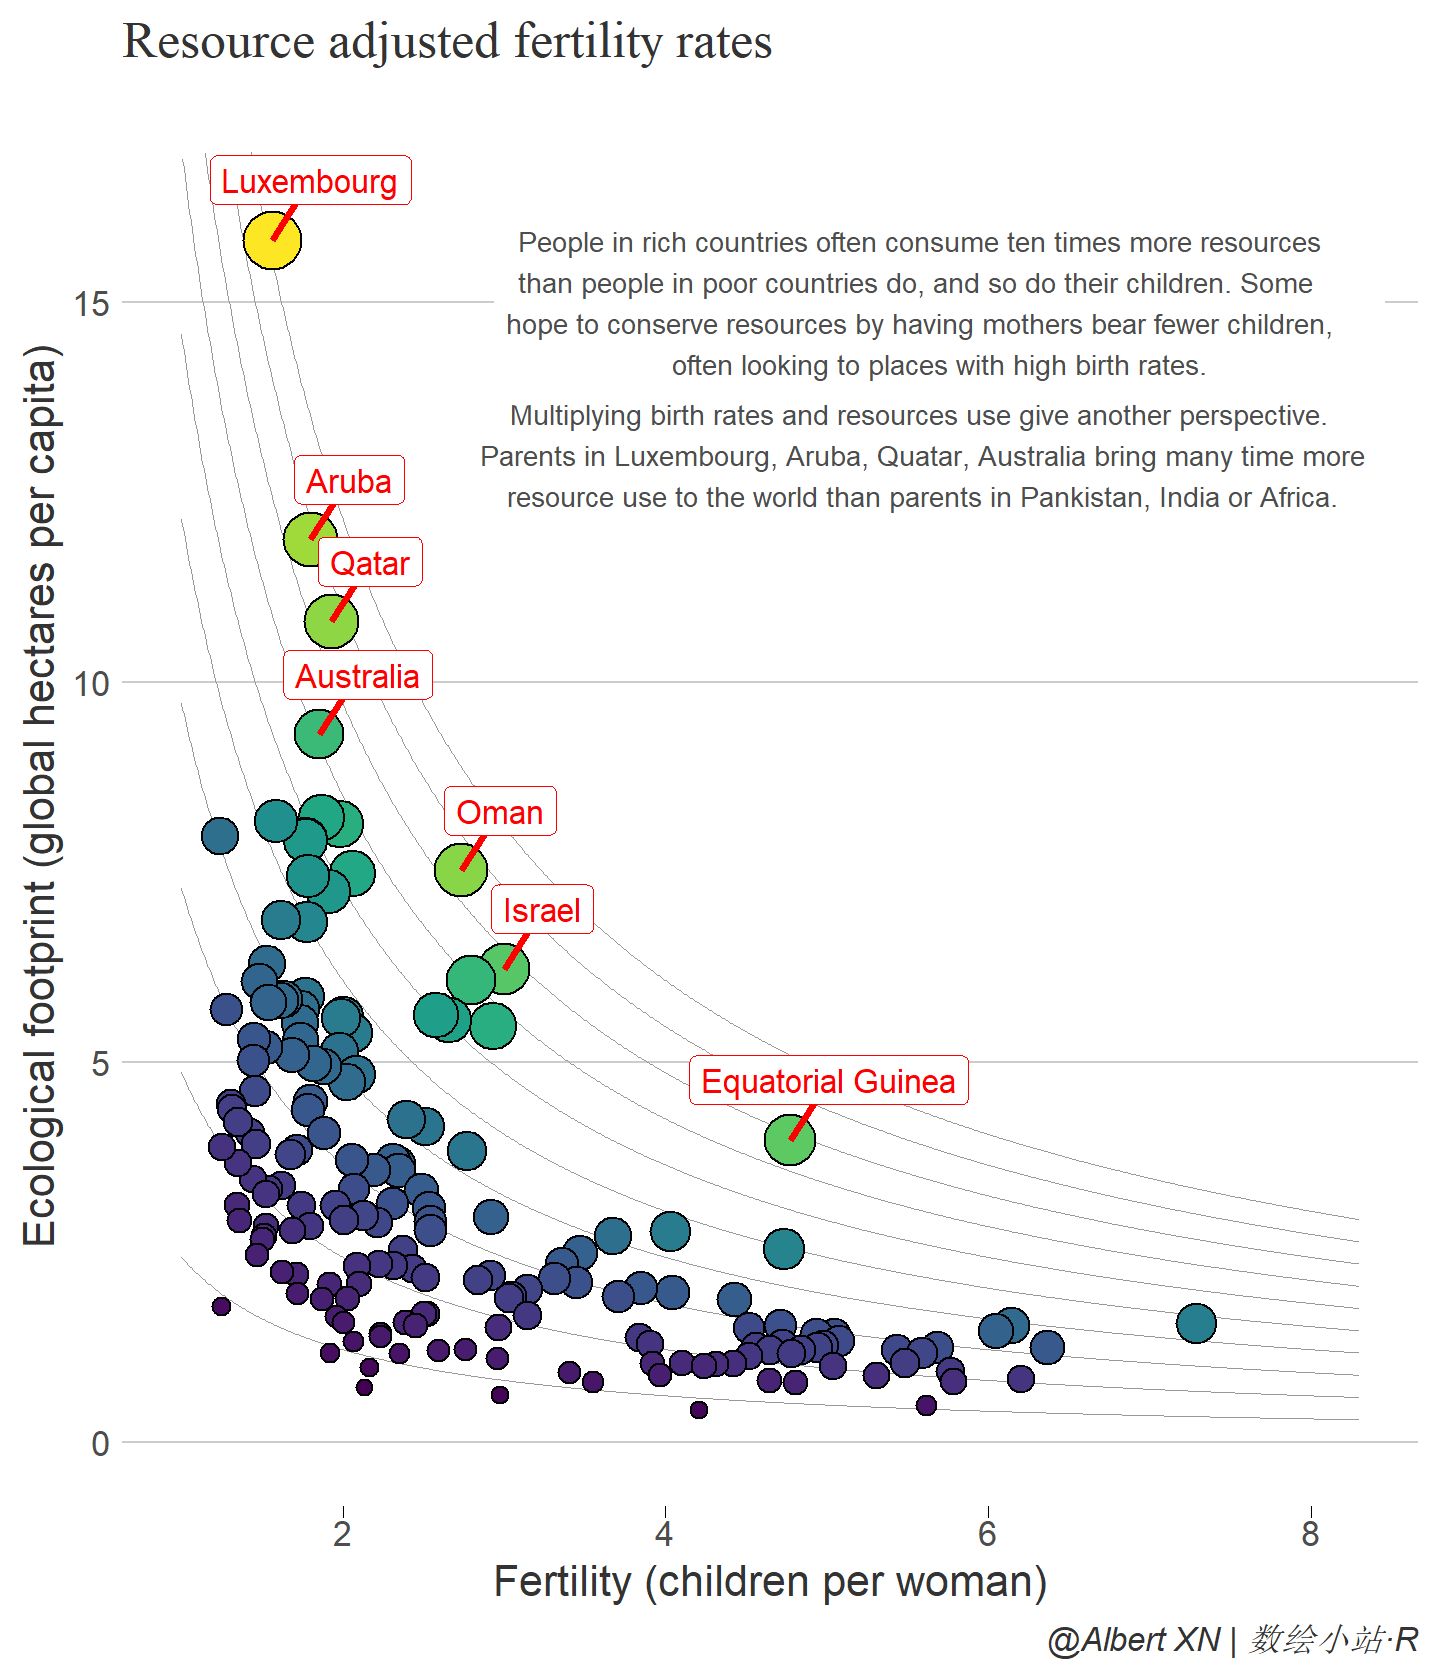 Resource adjusted fertility rates
Luxembourg
People in rich countries often consume ten times more resources
than people in poor countries do, and so do their children. Some
hope to conserve resources by having mothers bear fewer children,
often looking to places with high birth rates.
Multiplying birth rates and resources use give another perspective.
Parents in Luxembourg, Aruba, Quatar, Australia bring many time more
resource use to the world than parents in Pankistan, India or Africa.
Aruba
Qatar
Australia
Oman
Israel
Equatorial Guinea
Ecological footprint (global hectares per capita)
15
10
5
0
2
4
6
8
Fertility (children per woman)
@Albert XN | 数绘小站·R